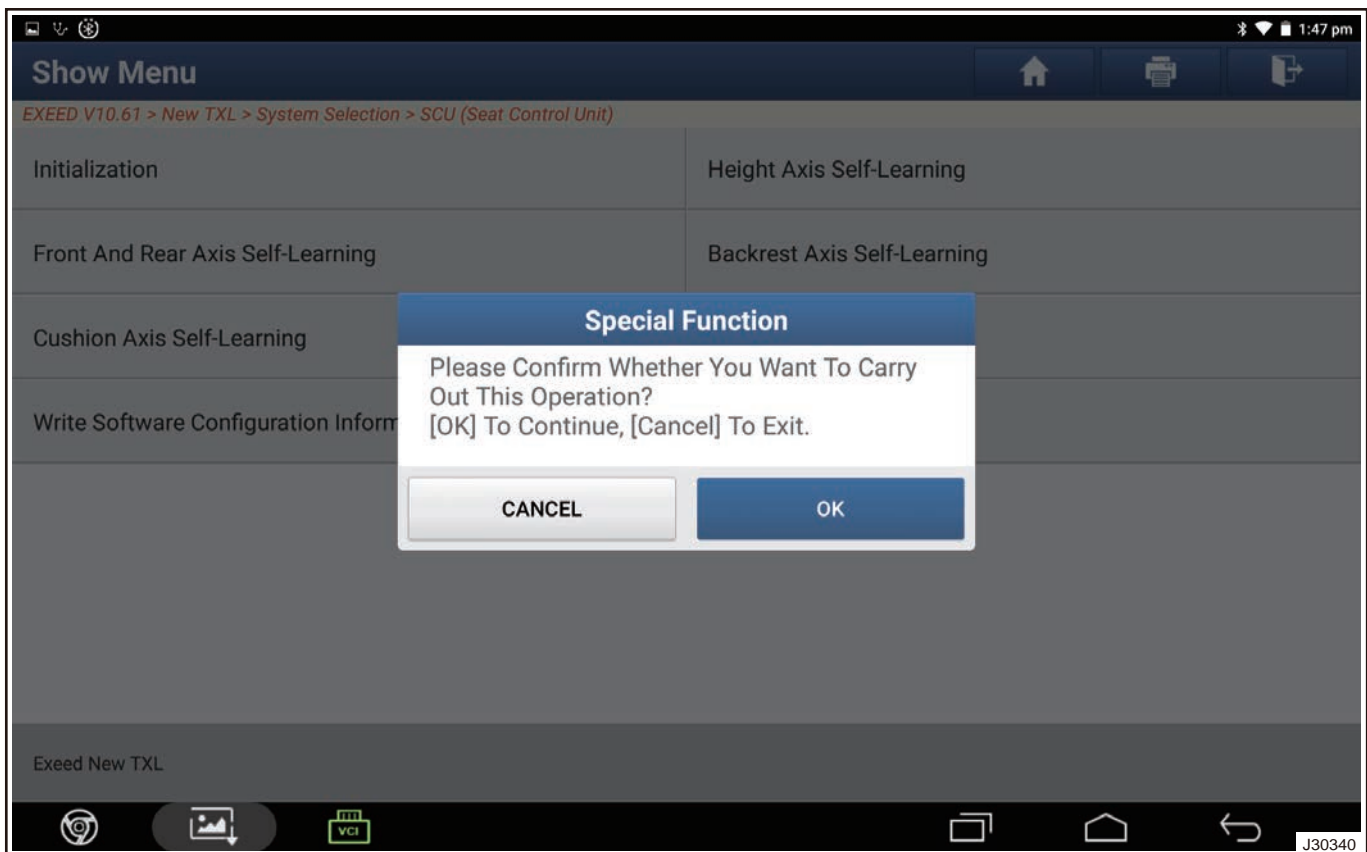 1:47 pm
Show Menu
EXEED V10.61 > New TXL > System Selection > SCU (Seat Control Unit)
Initialization
Height Axis Self-Learning
Front And Rear Axis Self-Learning
Backrest Axis Self-Learning
Cushion Axis Self-Learning
Write Software Configuration Inform
Special Function
Please Confirm Whether You Want To Carry
Out This Operation?
[OK] To Continue, [Cancel] To Exit.
CANCEL
OK
Exeed New TXL
VCI
J30340